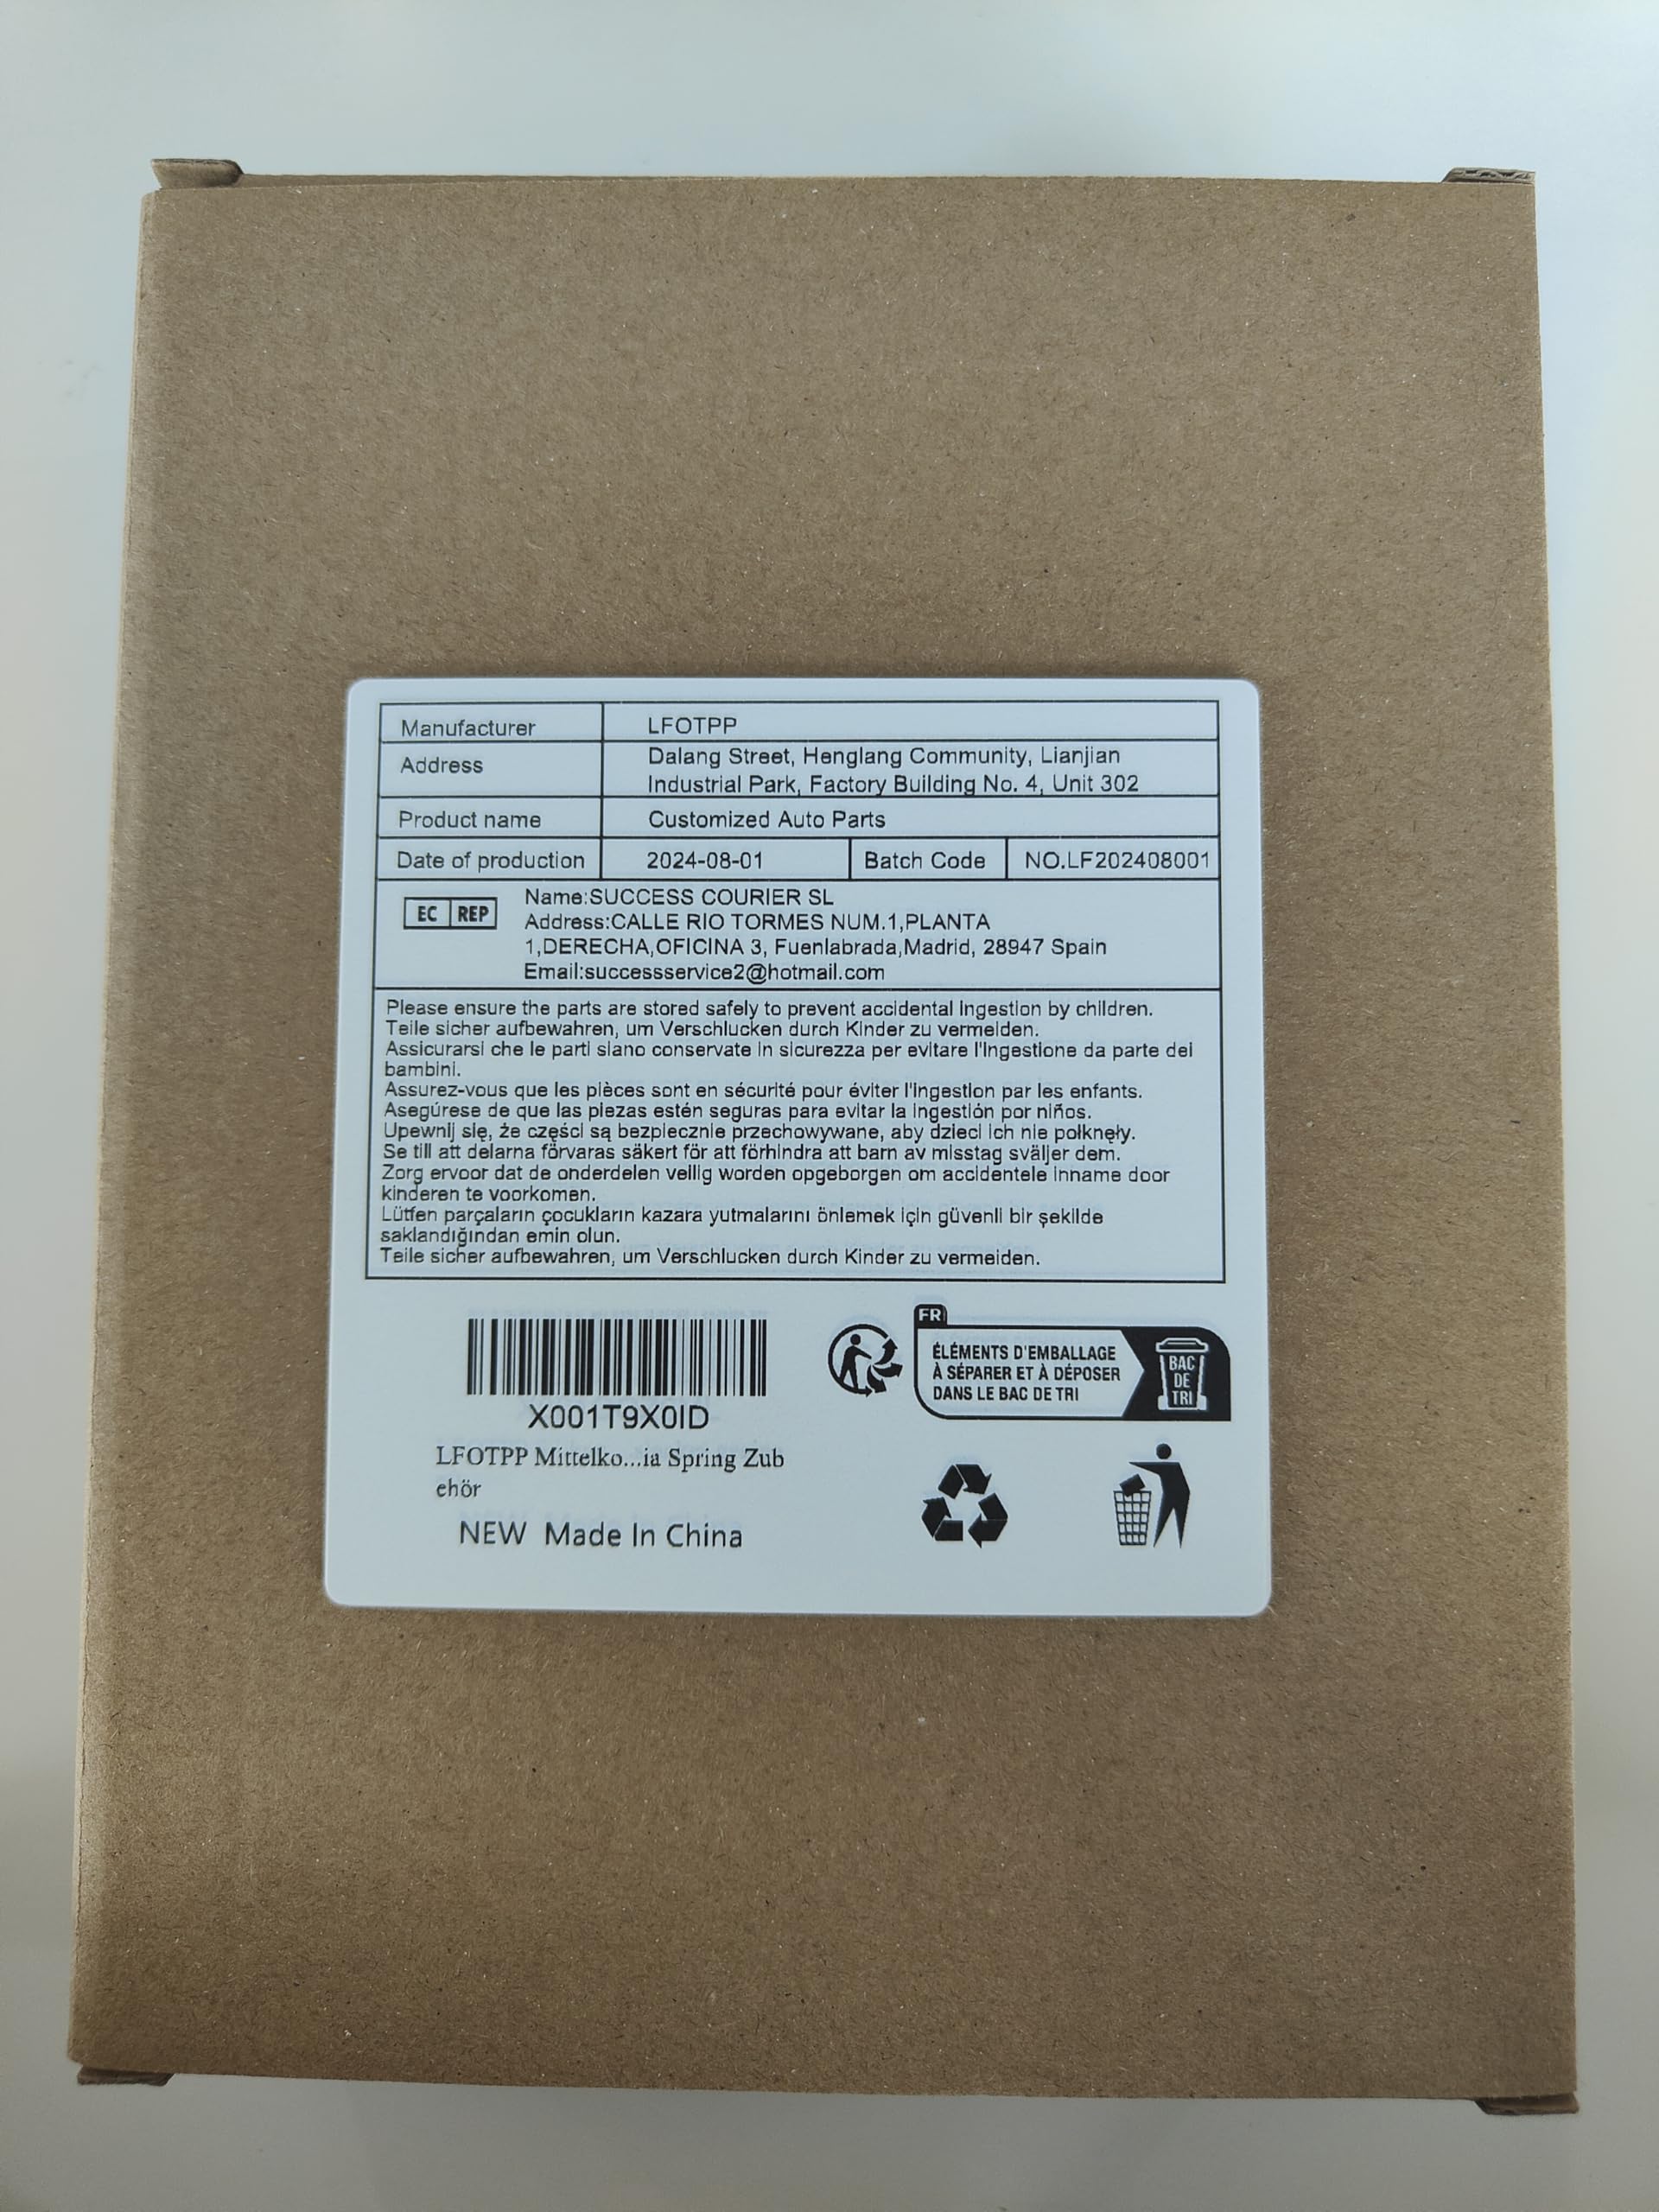 Manufacturer LFOTPP
Address Dalang Street, Henglang Community, Lianjian
Industrial Park, Factory Building No. 4, Unit 302
Product name Customized Auto Parts
Date of production 2024-08-01 Batch Code NO.LF202408001
EC REP
Name:SUCCESS COURIER SL
Address:CALLE RIO TORMES NUM.1,PLANTA
1,DERECHA,OFICINA 3, Fuenlabrada,Madrid, 28947 Spain
Email:successservice2@hotmail.com
Please ensure the parts are stored safely to prevent accidental ingestion by children.
Teile sicher aufbewahren, um Verschlucken durch Kinder zu vermeiden.
Assicurarsi che le parti siano conservate in sicurezza per evitare l'ingestione da parte dei
bambini.
Assurez-vous que les pièces sont en sécurité pour éviter l'ingestion par les enfants.
Asegúrese de que las piezas estén seguras para evitar la ingestión por niños.
Upewnij się, że części są bezpiecznie przechowywane, aby dzieci ich nie połknęły.
Se till att delarna förvaras säkert för att förhindra att barn av misstag sväljer dem.
Zorg ervoor dat de onderdelen veilig worden opgeborgen om accidentele inname door
kinderen te voorkomen.
Lütfen parçaların çocukların kazara yutmalarını önlemek için güvenli bir şekilde
saklandığından emin olun.
Teile sicher aufbewahren, um Verschlucken durch Kinder zu vermeiden.
X001T9X0ID
LFOTPP Mittelko...ia Spring Zub
ehör
NEW Made In China
FR
ÉLÉMENTS D'EMBALLAGE
À SÉPARER ET À DÉPOSER
DANS LE BAC DE TRI
BAC
DE
TRI